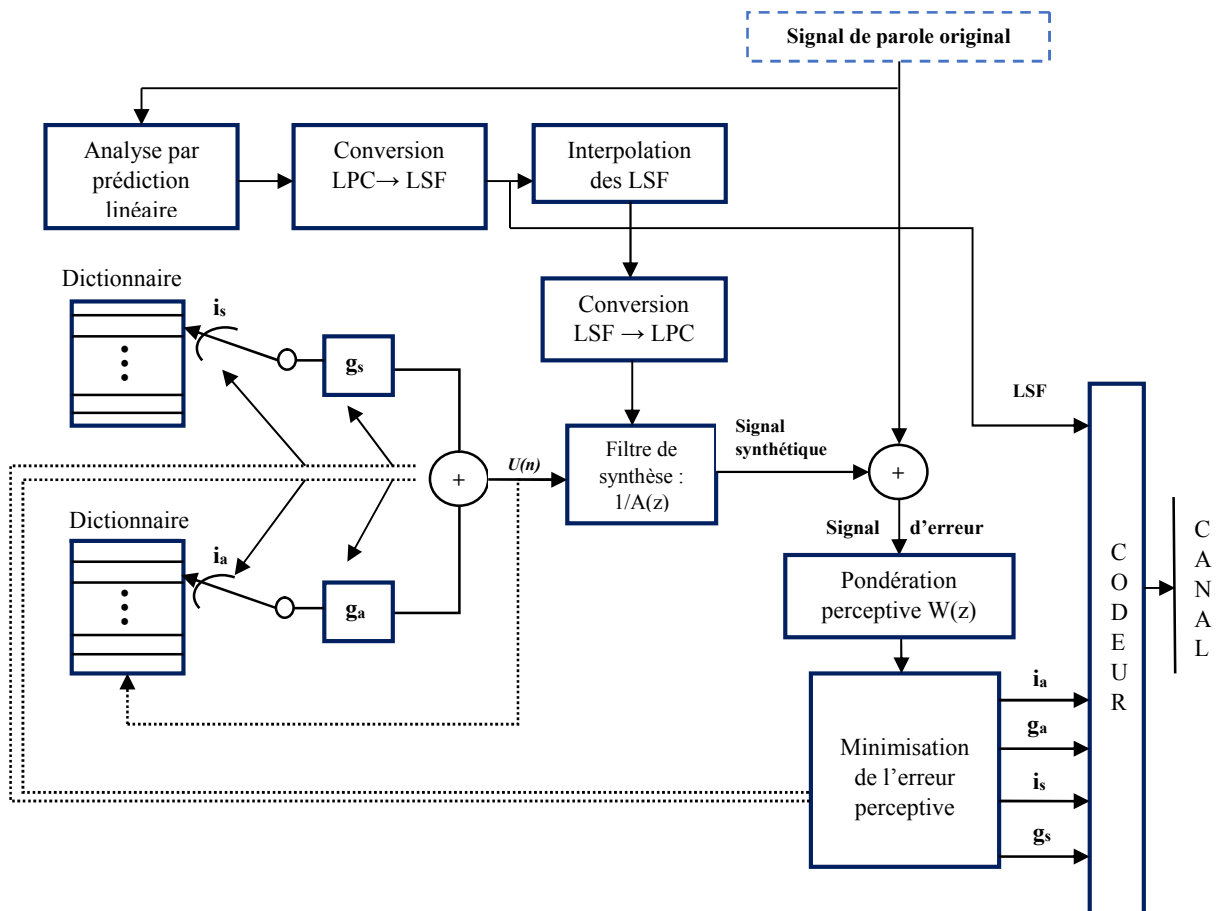 Signal de parole original
Analyse par
prédiction
linéaire
Conversion
LPC→ LSF
Interpolation
des LSF
Dictionnaire
is
gs
Conversion
LSF → LPC
LSF
Signal
synthétique
Filtre de
synthèse :
1/A(z)
+
U(n)
+
Dictionnaire
ia
ga
Signal d’erreur
Pondération
perceptive W(z)
Minimisation
de l’erreur
perceptive
ia
ga
is
gs
C
O
D
E
U
R
C
A
N
A
L